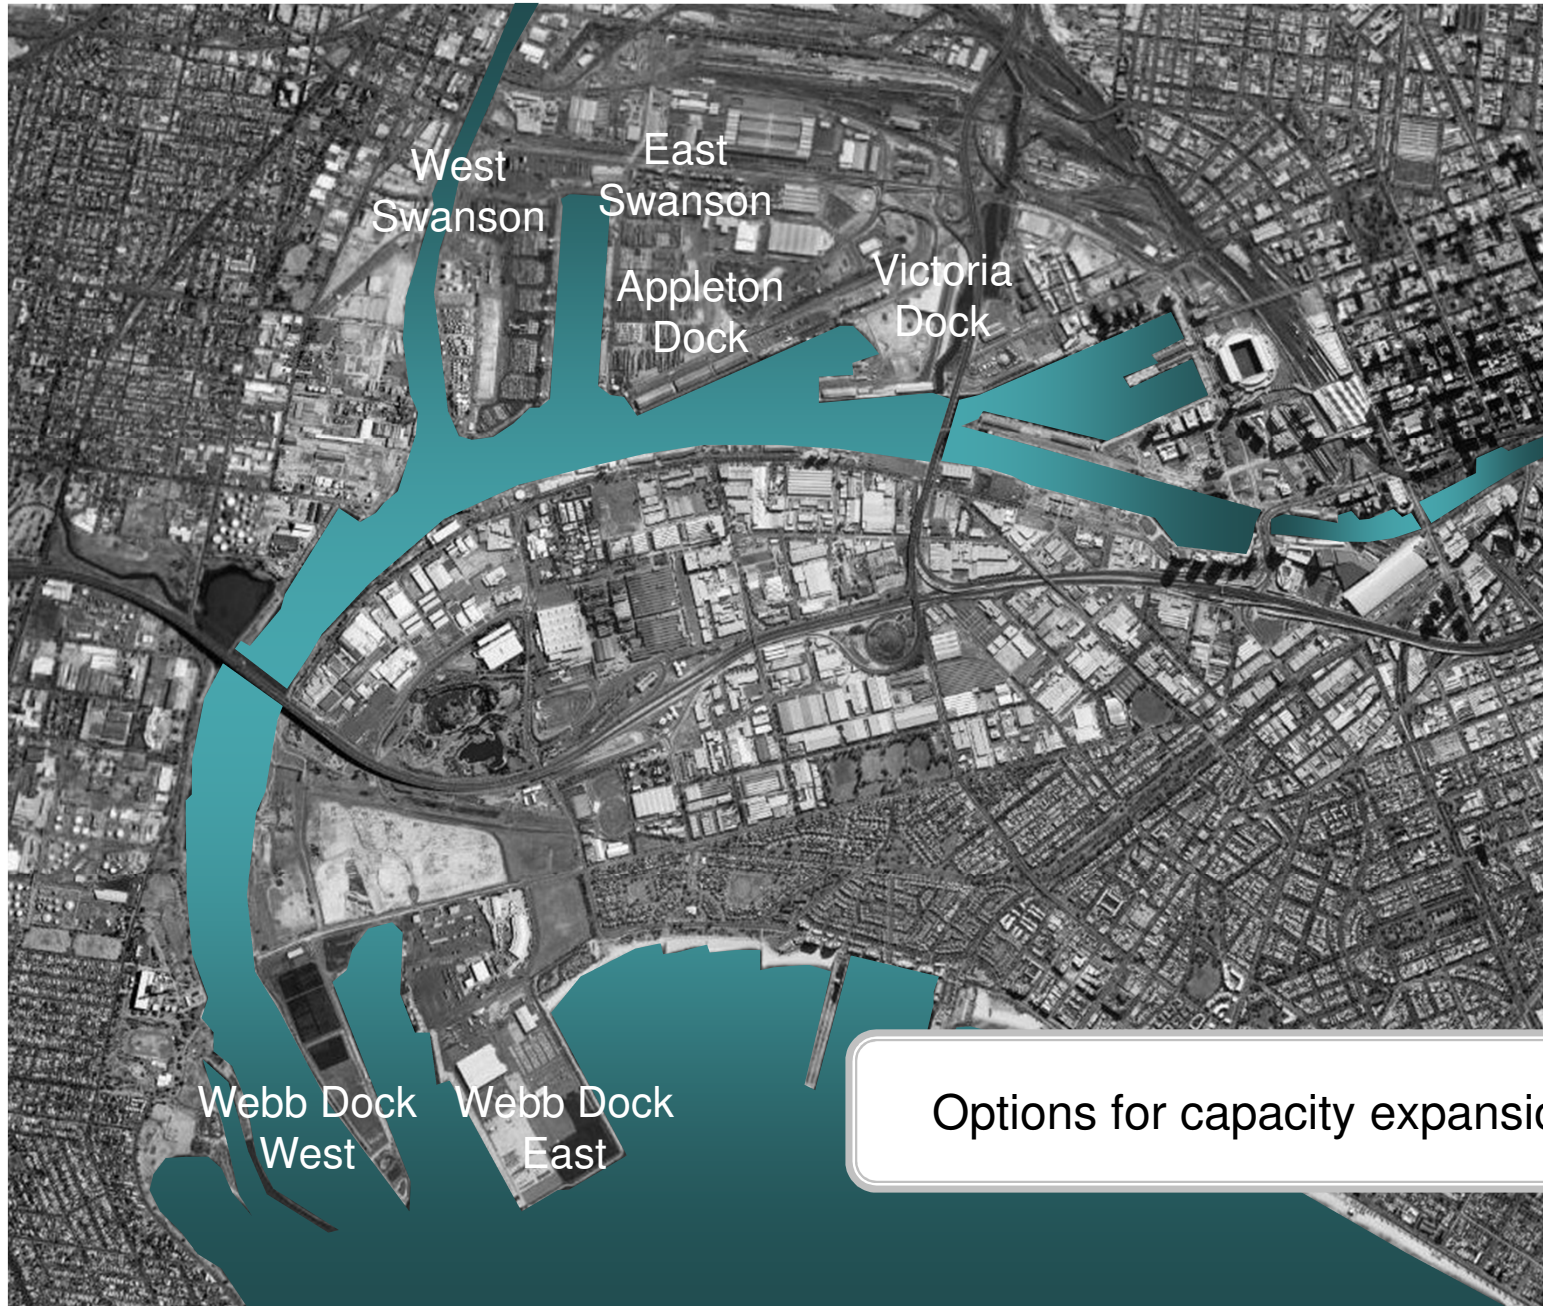 West
Swanson
East
Swanson
Appleton
Dock
Victoria
Dock
Webb Dock
West
Webb Dock
East
Options for capacity expansio